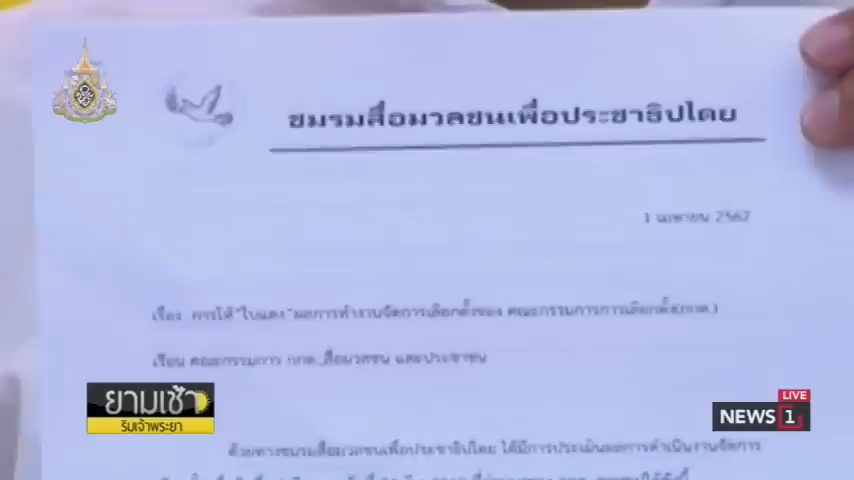 ชมรมสื่อมวลชนเพื่อประชาธิปไตย
1 เมษายน 2562
เรื่อง การให้ "ใบแดง" ผลการทำงานจัดการเลือกตั้งของ คณะกรรมการการเลือกตั้ง(กกต.)
เรียน คณะกรรมการ กกต. สื่อมวลชน และประชาชน
ด้วยทางชมรมสื่อมวลชนเพื่อประชาธิปไตย ได้มีการประเมินผลการดำเนินงานจัดการ
ยามเช้า
ริมเจ้าพระยา
LIVE
NEWS 1